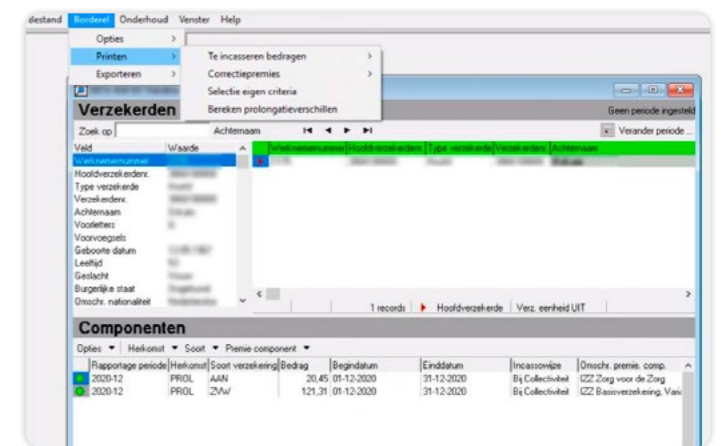 destand Borderel Onderhoud Venster Help
Opties >
Printen >
Exporteren >
Te incasseren bedragen >
Correctiepremies >
Selectie eigen criteria
Bereken prolongatieverschillen
Verzekerden
Geen periode ingesteld
Zoek op Achternaam Verander periode ...
Veld Waarde
Werknemersnummer Hoofdverzekerdenr. Type verzekerde Verzekerdenr. Achternaam
Werknemersnummer
Hoofdverzekerdenr.
Type verzekerde
Verzekerdenr.
Achternaam
Voorletters
Voorvoegsels
Geboorte datum
Leeftijd
Geslacht
Burgerlijke staat
Omschr. nationaliteit
1 records Hoofdverzekerde Verz. eenheid UIT
Componenten
Opties Herkomst Soort Premie component
Rapportage periode Herkomst Soort verzekering Bedrag Begindatum Einddatum Incassowijze Omschr. premie. comp.
2020-12 PROL AAN 20,45 01-12-2020 31-12-2020 Bij Collectiviteit IZZ Zorg voor de Zorg
2020-12 PROL ZVW 121,31 01-12-2020 31-12-2020 Bij Collectiviteit IZZ Basisverzekering, Vari